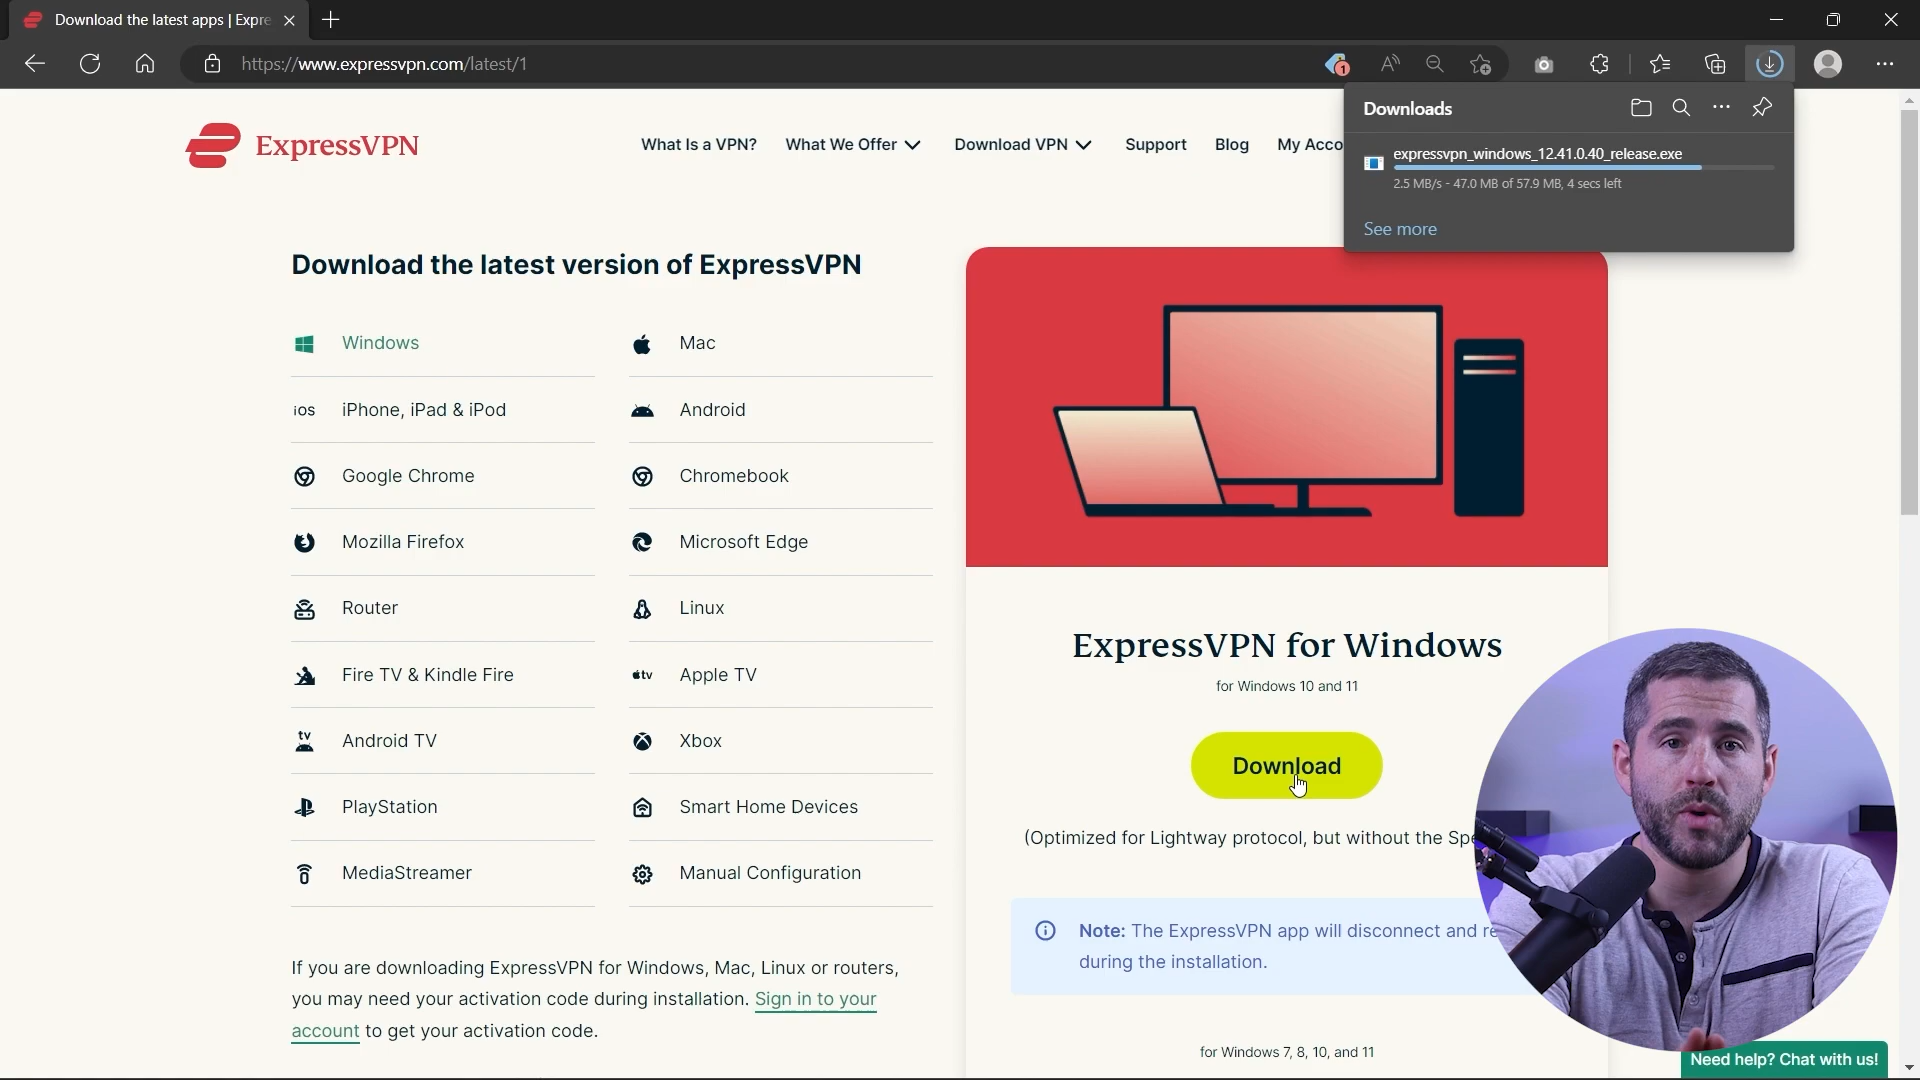 Download the latest apps | Expre
https://www.expressvpn.com/latest/1
1
Downloads
expressvpn_windows_12.41.0.40_release.exe
2.5 MB/s - 47.0 MB of 57.9 MB, 4 secs left
See more
ExpressVPN
What Is a VPN? What We Offer Download VPN Support Blog My Acco
Download the latest version of ExpressVPN
Windows
Mac
iOS iPhone, iPad & iPod
Android
Google Chrome
Chromebook
Mozilla Firefox
Microsoft Edge
Router
Linux
Fire TV & Kindle Fire
tv Apple TV
tv Android TV
Xbox
PlayStation
Smart Home Devices
MediaStreamer
Manual Configuration
If you are downloading ExpressVPN for Windows, Mac, Linux or routers,
you may need your activation code during installation. Sign in to your
account to get your activation code.
ExpressVPN for Windows
for Windows 10 and 11
Download
(Optimized for Lightway protocol, but without the Spe
Note: The ExpressVPN app will disconnect and re
during the installation.
for Windows 7, 8, 10, and 11
Need help? Chat with us!